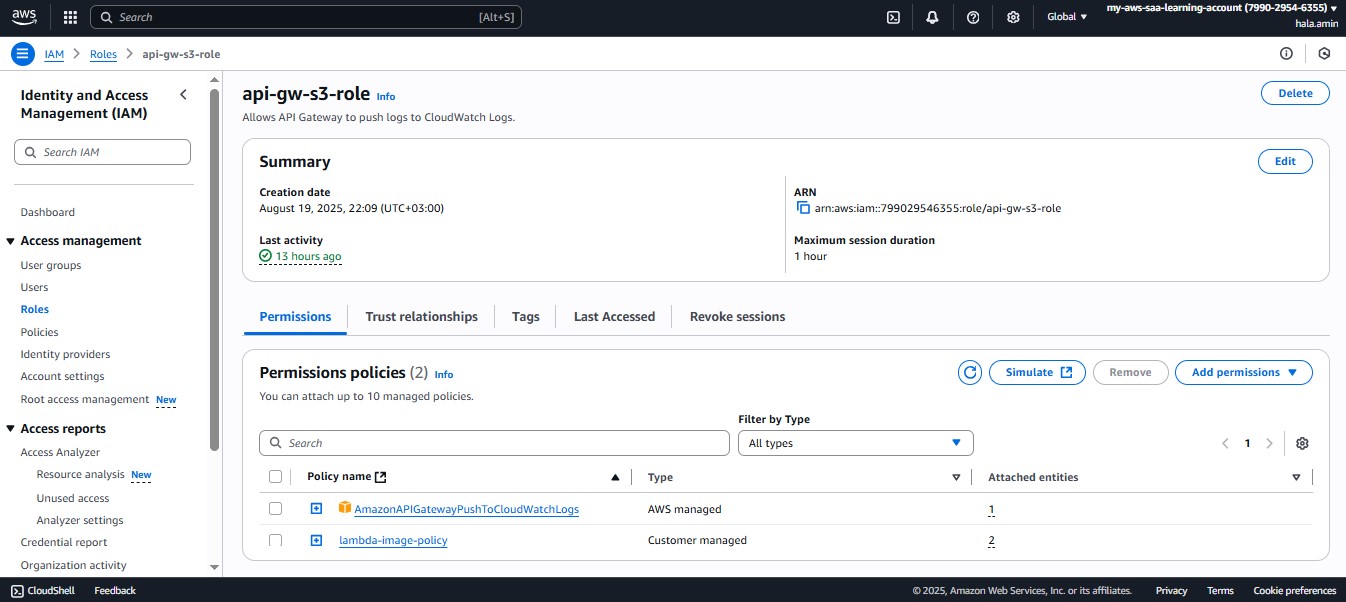 aws
Search [Alt+S]
Global
my-aws-saa-learning-account (7990-2954-6355)
hala.amin
IAM > Roles > api-gw-s3-role
Identity and Access Management (IAM)
Search IAM
Dashboard
Access management
User groups
Users
Roles
Policies
Identity providers
Account settings
Root access management New
Access reports
Access Analyzer
Resource analysis New
Unused access
Analyzer settings
Credential report
Organization activity
api-gw-s3-role Info
Delete
Allows API Gateway to push logs to CloudWatch Logs.
Summary
Edit
Creation date
August 19, 2025, 22:09 (UTC+03:00)
ARN
arn:aws:iam::799029546355:role/api-gw-s3-role
Last activity
13 hours ago
Maximum session duration
1 hour
Permissions Trust relationships Tags Last Accessed Revoke sessions
Permissions policies (2) Info
Simulate Remove Add permissions
You can attach up to 10 managed policies.
Filter by Type
Search
All types
1
Policy name Type Attached entities
AmazonAPIGatewayPushToCloudWatchLogs AWS managed 1
lambda-image-policy Customer managed 2
CloudShell Feedback
© 2025, Amazon Web Services, Inc. or its affiliates. Privacy Terms Cookie preferences